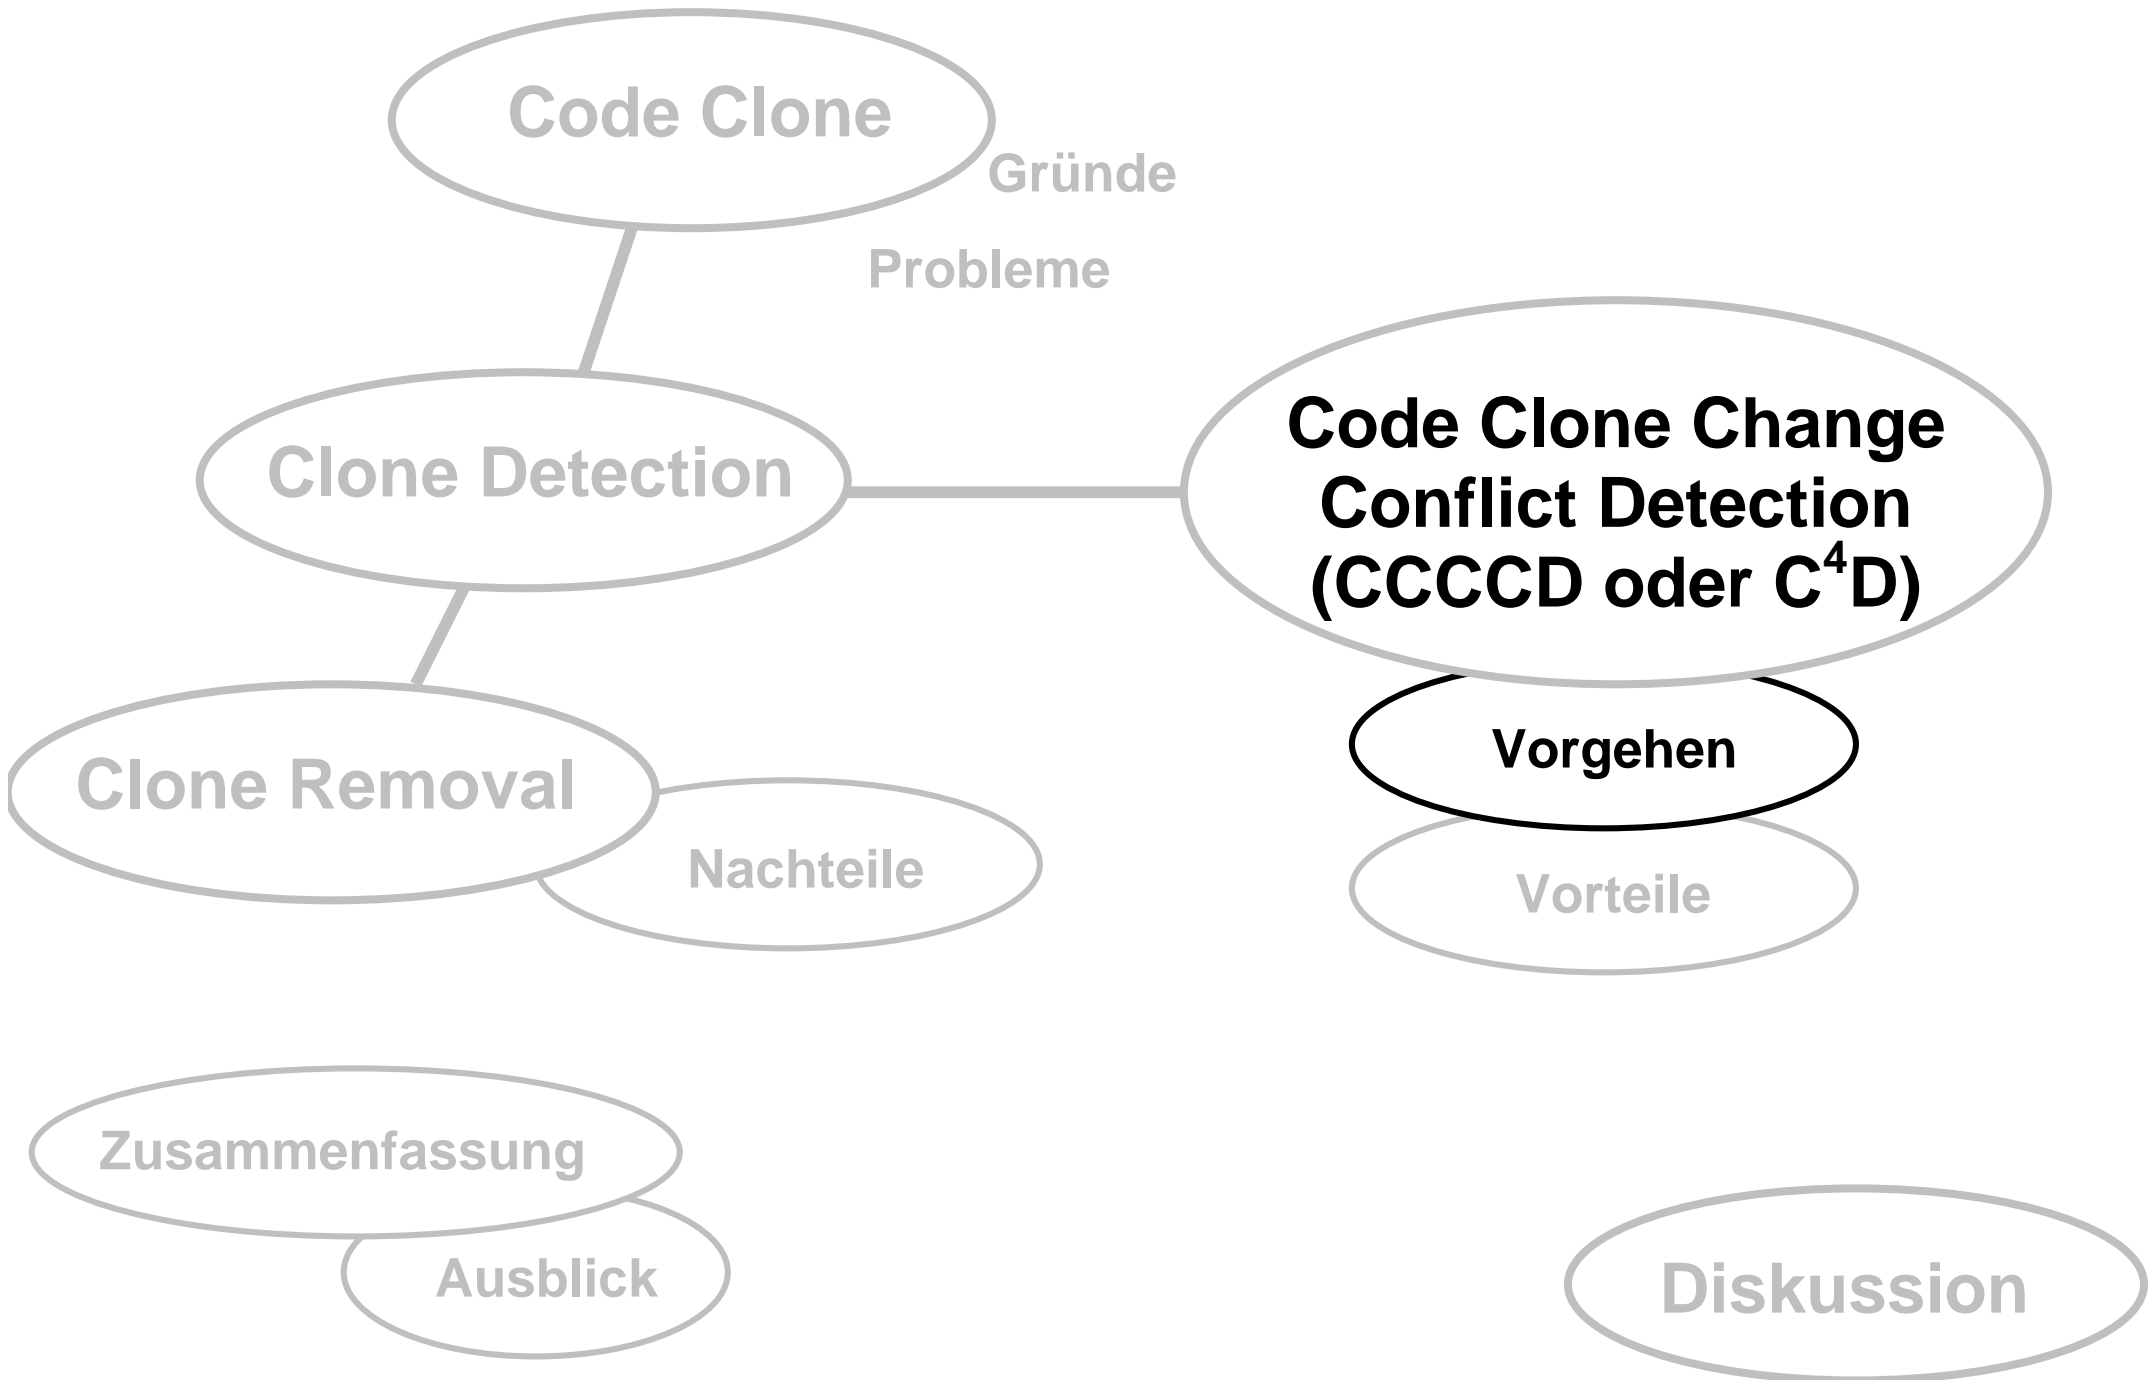 Code Clone
Gründe
Probleme
Clone Detection
Code Clone Change
Conflict Detection
(CCCCD oder C⁴D)
Vorgehen
Clone Removal
Nachteile
Vorteile
Zusammenfassung
Ausblick
Diskussion